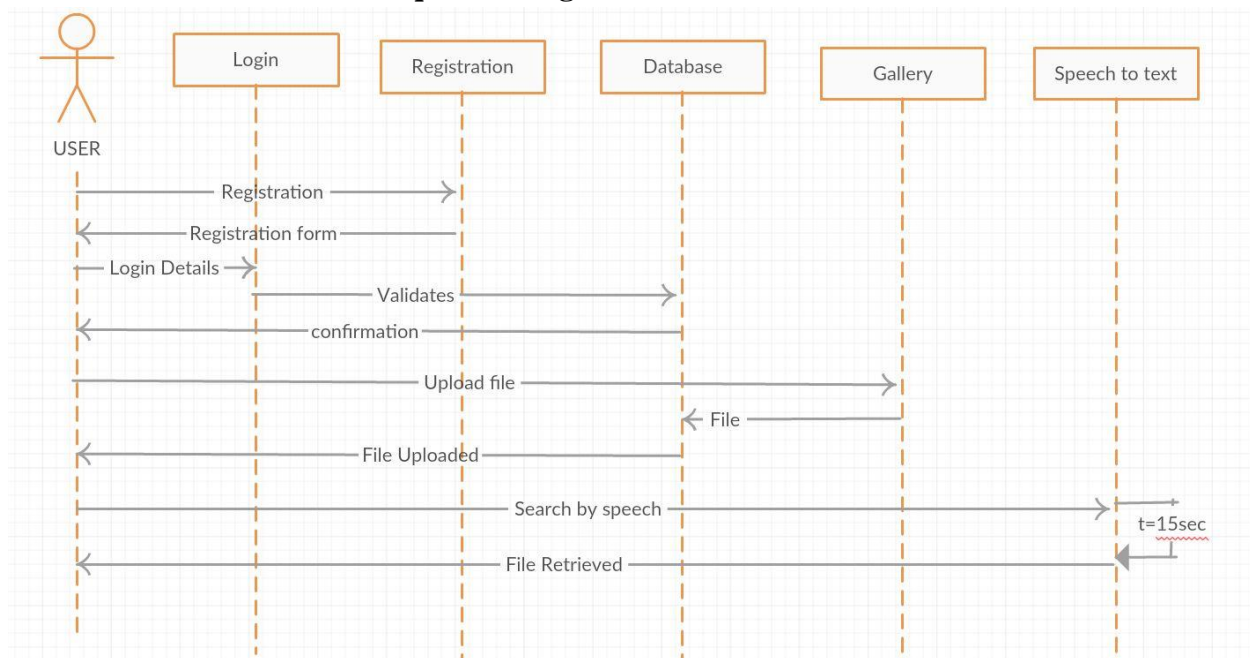 Login
Registration
Database
Gallery
Speech to text
USER
Registration
Registration form
Login Details
Validates
confirmation
Upload file
File
File Uploaded
Search by speech
t=15sec
File Retrieved